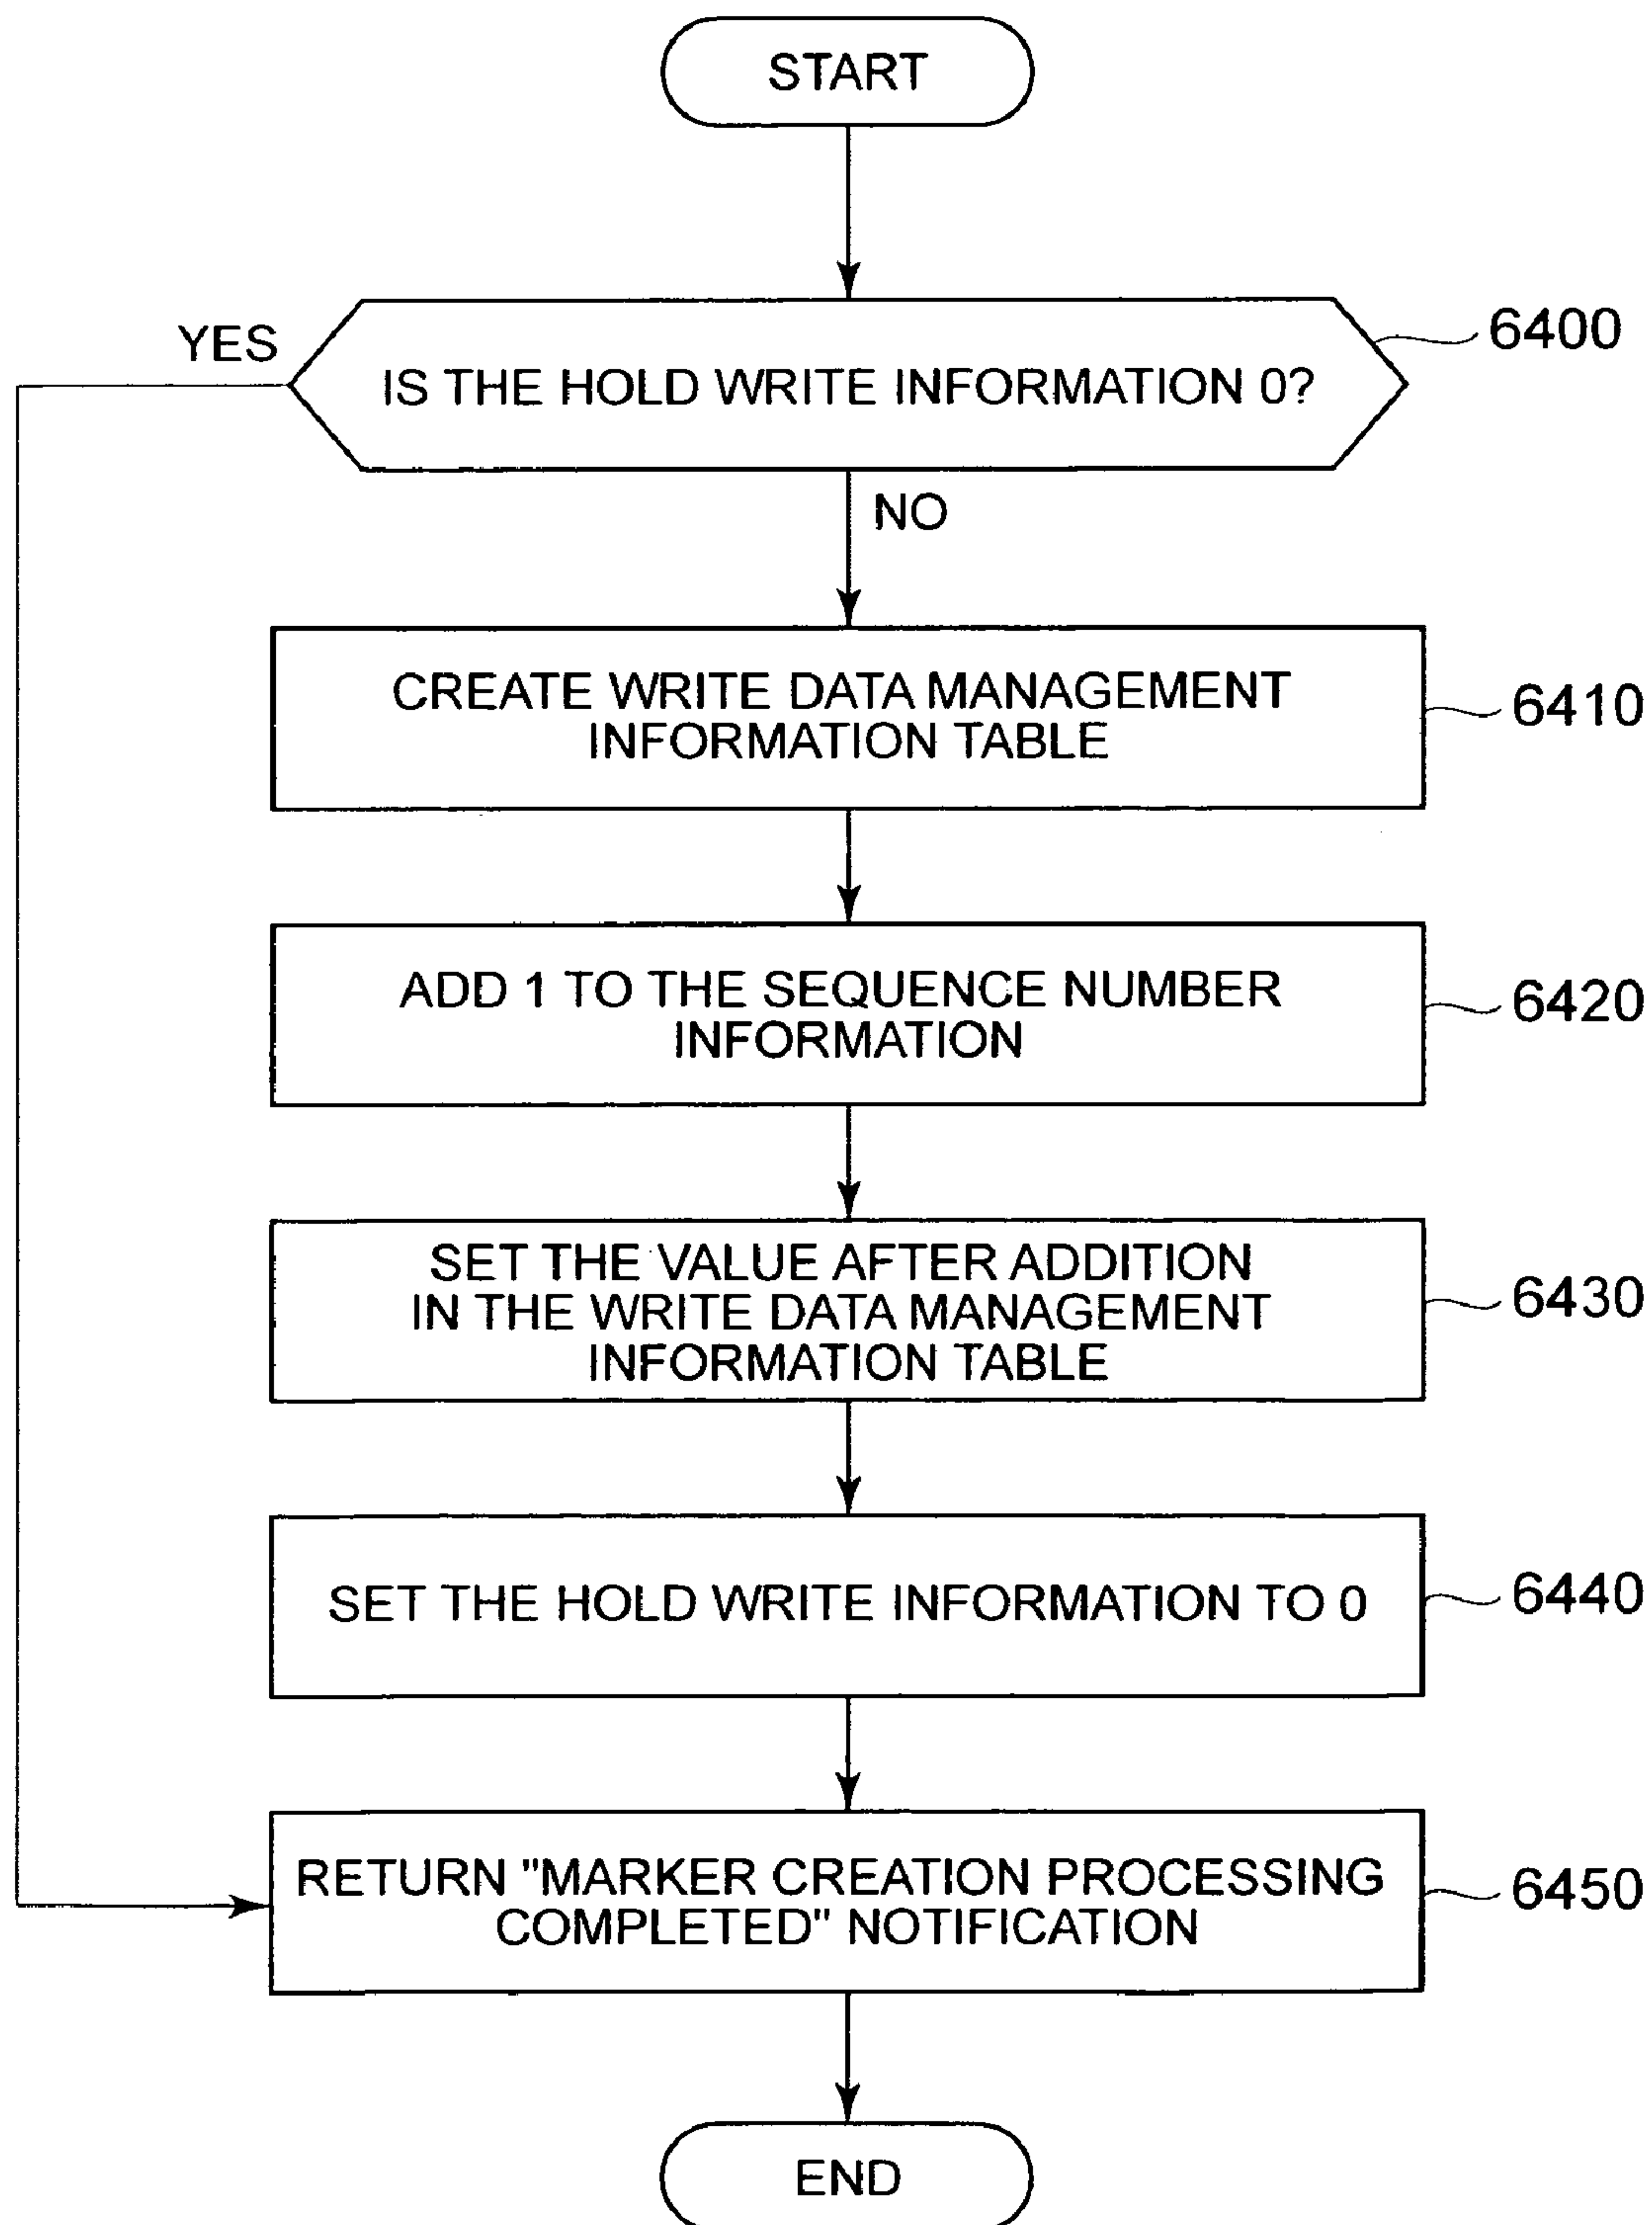 START
YES
IS THE HOLD WRITE INFORMATION 0?
6400
NO
CREATE WRITE DATA MANAGEMENT
INFORMATION TABLE
6410
ADD 1 TO THE SEQUENCE NUMBER
INFORMATION
6420
SET THE VALUE AFTER ADDITION
IN THE WRITE DATA MANAGEMENT
INFORMATION TABLE
6430
SET THE HOLD WRITE INFORMATION TO 0
6440
RETURN "MARKER CREATION PROCESSING
COMPLETED" NOTIFICATION
6450
END